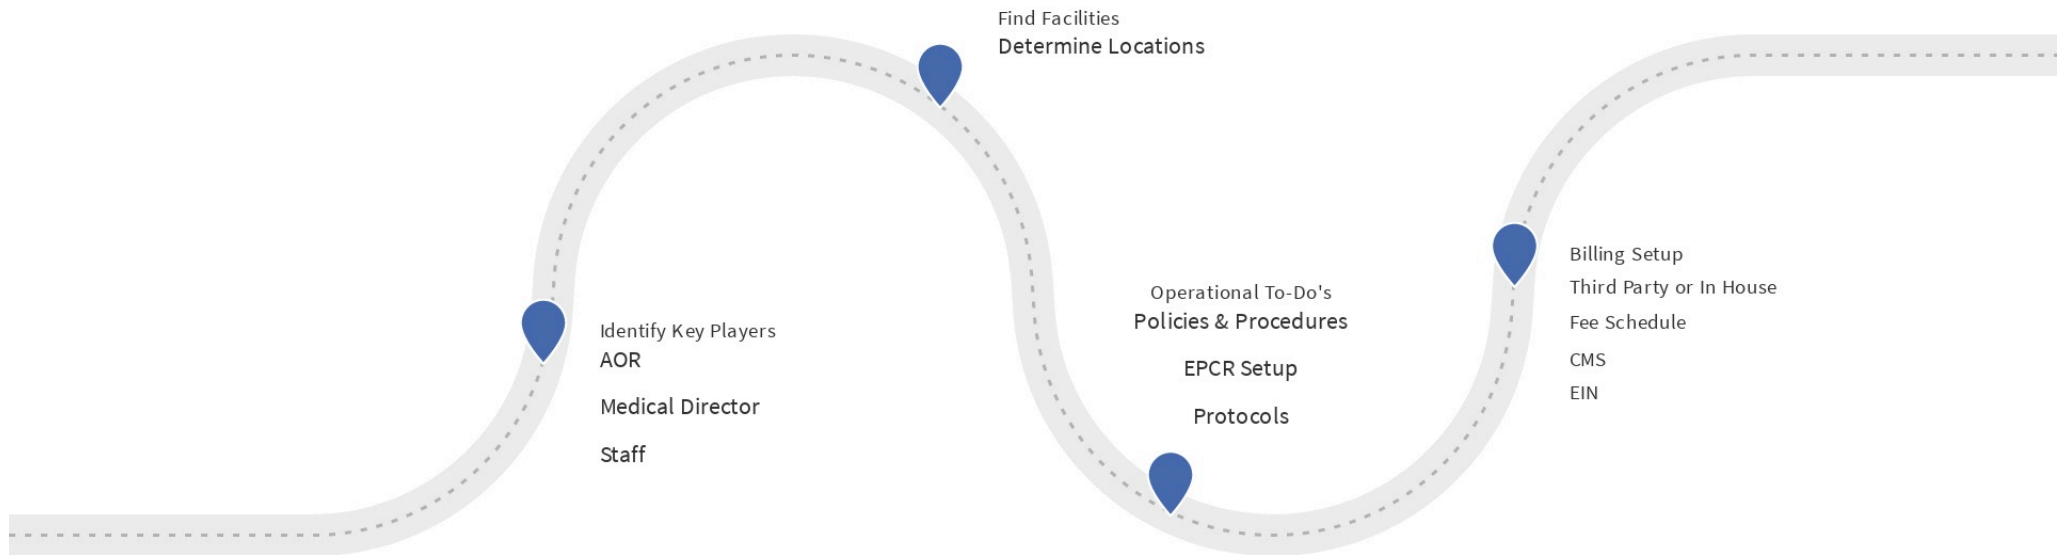 Identify Key Players
AOR
Medical Director
Staff
Find Facilities
Determine Locations
Operational To-Do's
Policies & Procedures
EPCR Setup
Protocols
Billing Setup
Third Party or In House
Fee Schedule
CMS
EIN